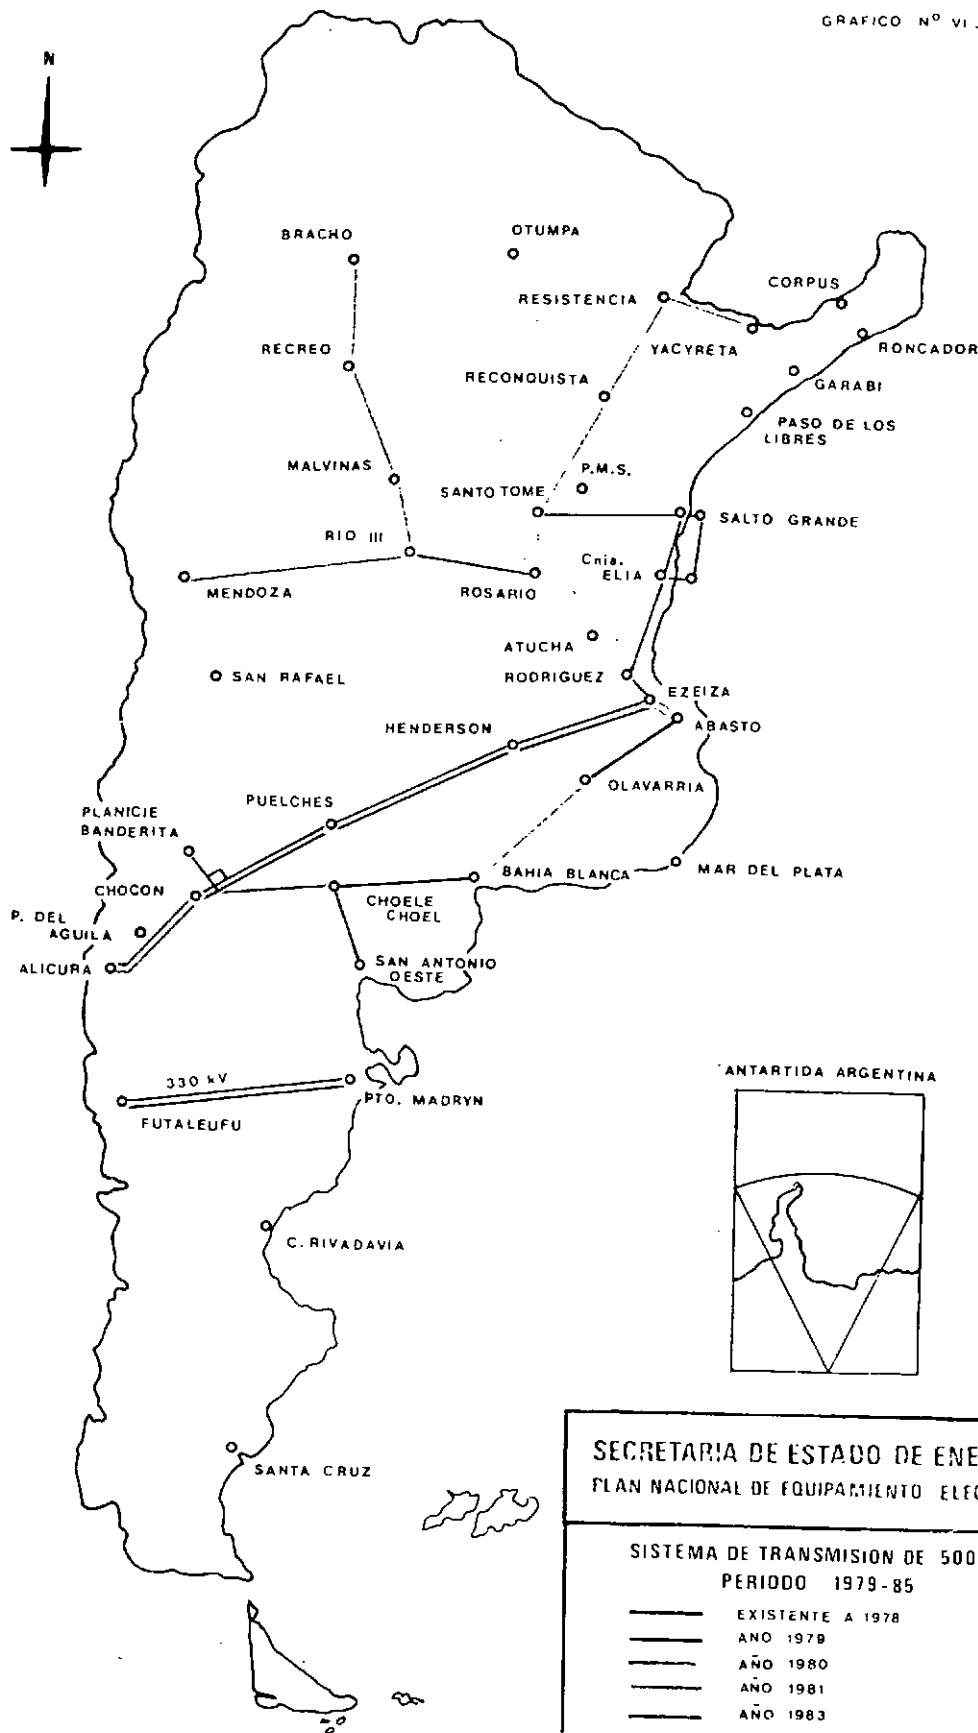 GRAFICO Nº VI
N
BRACHO
OTUMPA
RESISTENCIA
CORPUS
YACYRETA
RONCADOR
RECREO
RECONQUISTA
GARABI
PASO DE LOS
LIBRES
MALVINAS
P.M.S.
SANTO TOME
SALTO GRANDE
RIO III
Cnia.
ELIA
MENDOZA
ROSARIO
ATUCHA
SAN RAFAEL
RODRIGUEZ
EZEIZA
ABASTO
HENDERSON
OLAVARRIA
PUELCHES
PLANICIE
BANDERITA
CHOCON
BAHIA BLANCA
MAR DEL PLATA
CHOELE
CHOEL
P. DEL
AGUILA
ALICURA
SAN ANTONIO
OESTE
330 kV
FUTALEUFU
PTO. MADRYN
ANTARTIDA ARGENTINA
C. RIVADAVIA
SANTA CRUZ
SECRETARIA DE ESTADO DE ENE
PLAN NACIONAL DE EQUIPAMIENTO ELEC
SISTEMA DE TRANSMISION DE 500
PERIODO 1979-85
EXISTENTE A 1978
AÑO 1979
AÑO 1980
AÑO 1981
AÑO 1983